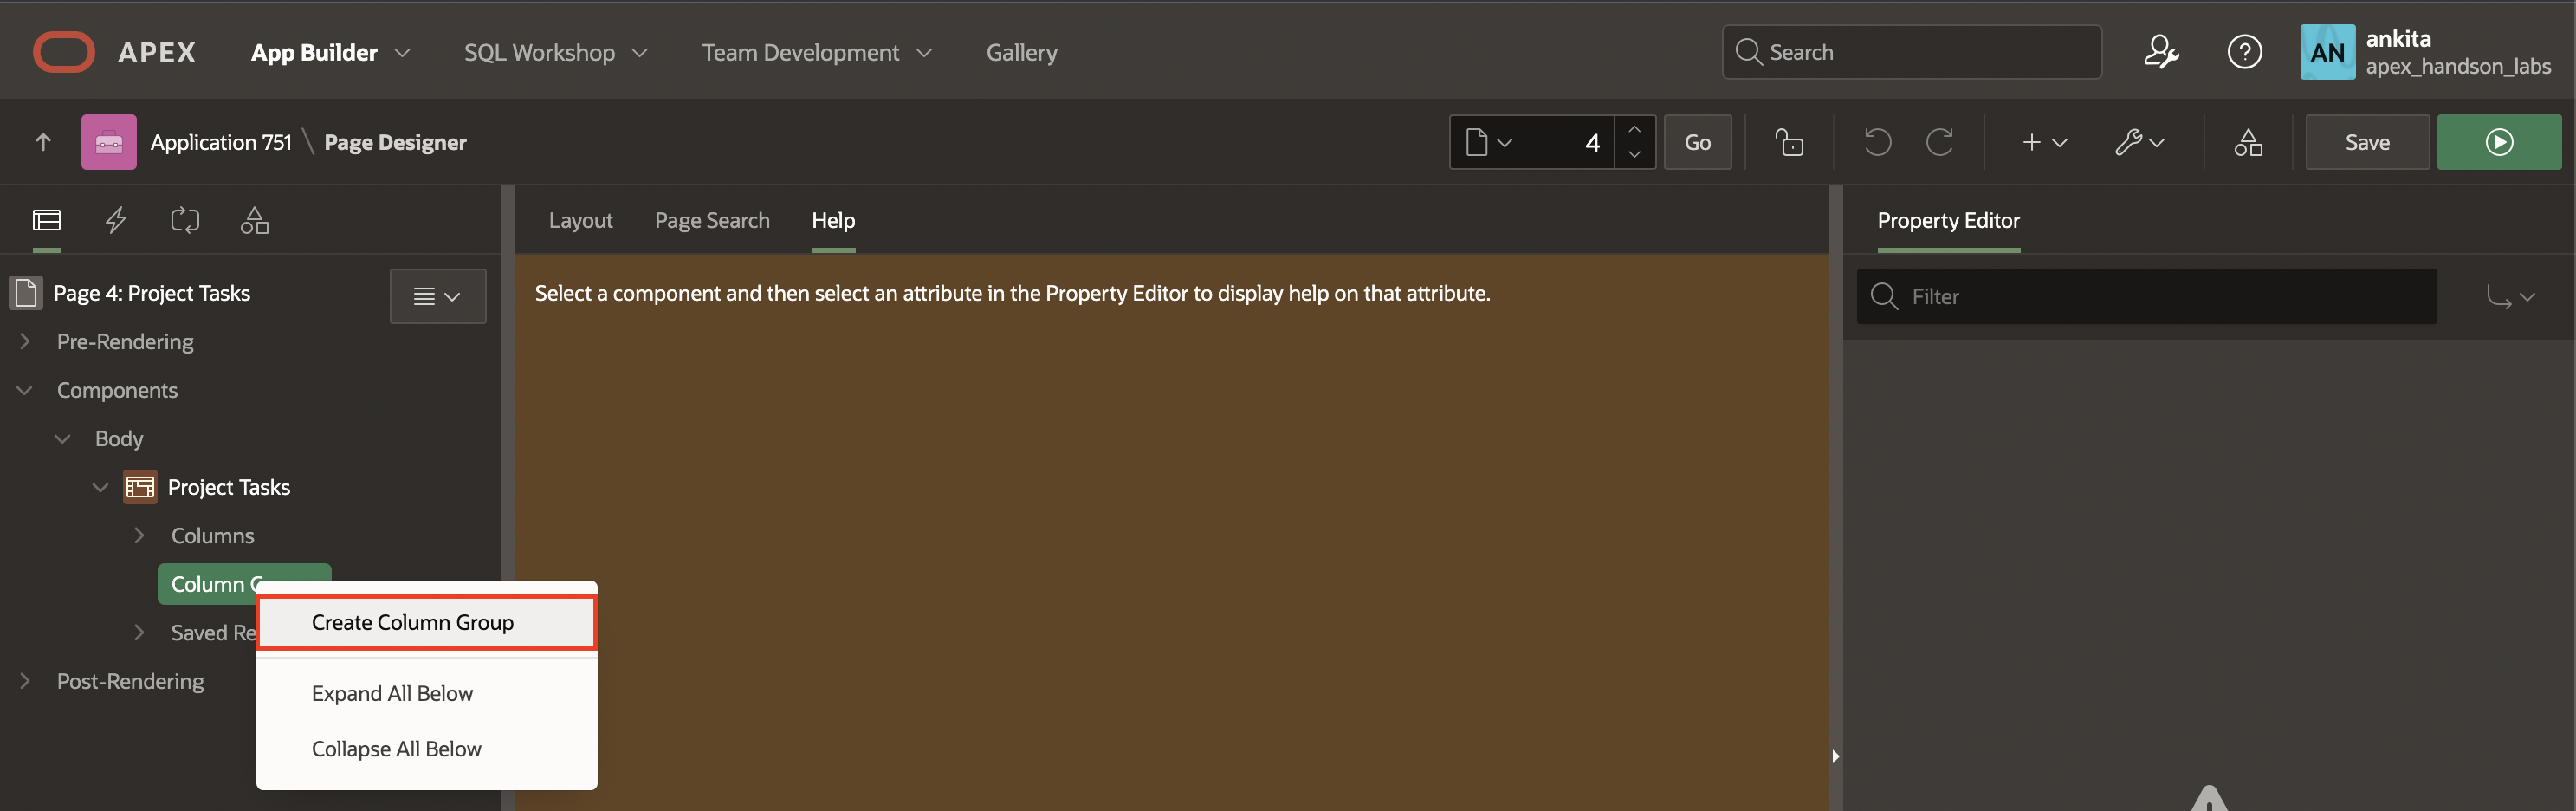 APEX App Builder SQL Workshop Team Development Gallery Search AN ankita
apex_handson_labs
Application 751 \ Page Designer 4 Go Save
Layout Page Search Help Property Editor
Page 4: Project Tasks
Select a component and then select an attribute in the Property Editor to display help on that attribute.
Filter
Pre-Rendering
Components
Body
Project Tasks
Columns
Column
Create Column Group
Saved
Expand All Below
Post-Rendering
Collapse All Below